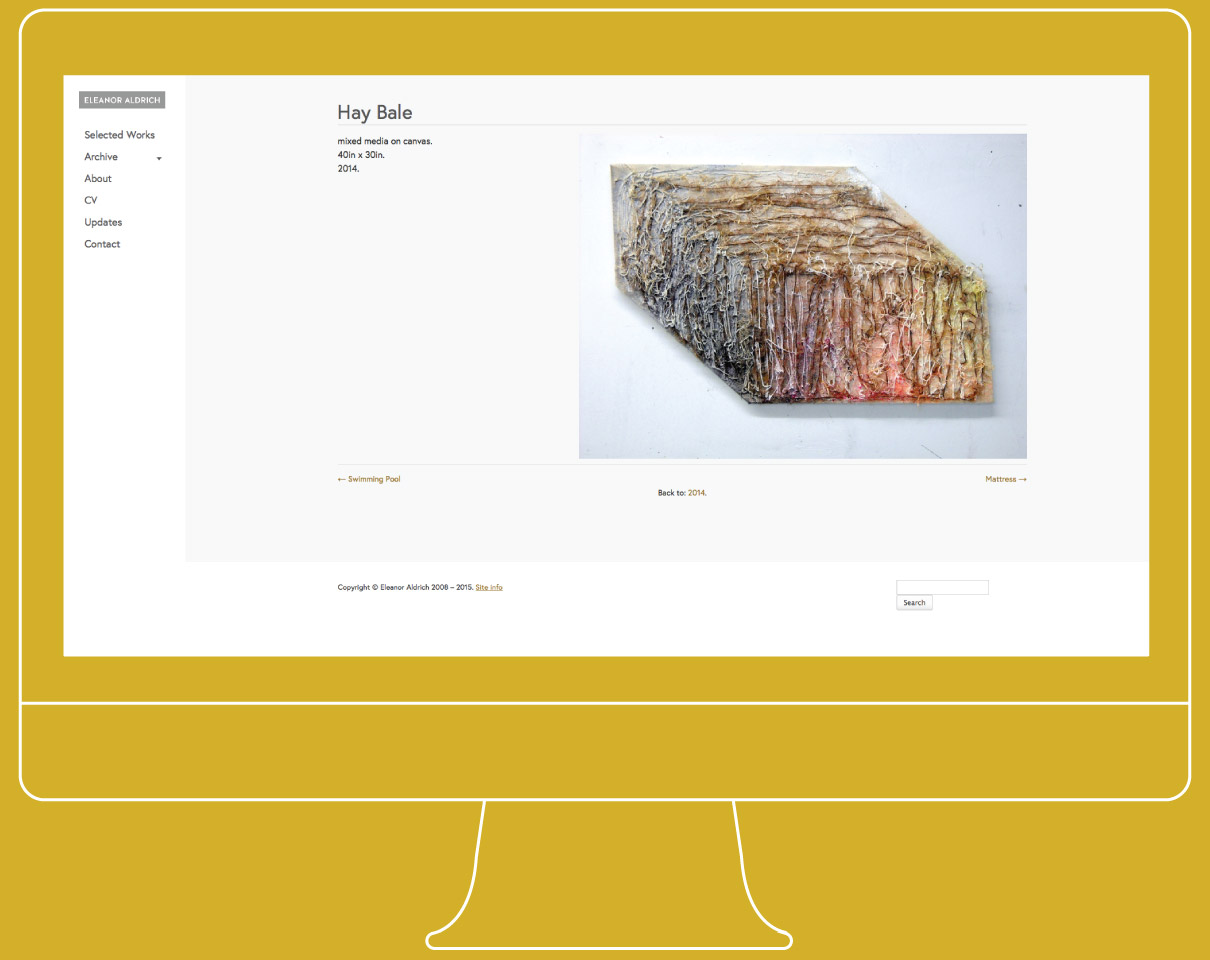 ELEANOR ALDRICH
Selected Works
Archive
About
CV
Updates
Contact
Hay Bale
mixed media on canvas.
40in x 30in.
2014.
← Swimming Pool
Mattress →
Back to: 2014.
Copyright © Eleanor Aldrich 2008 – 2015. Site info
Search